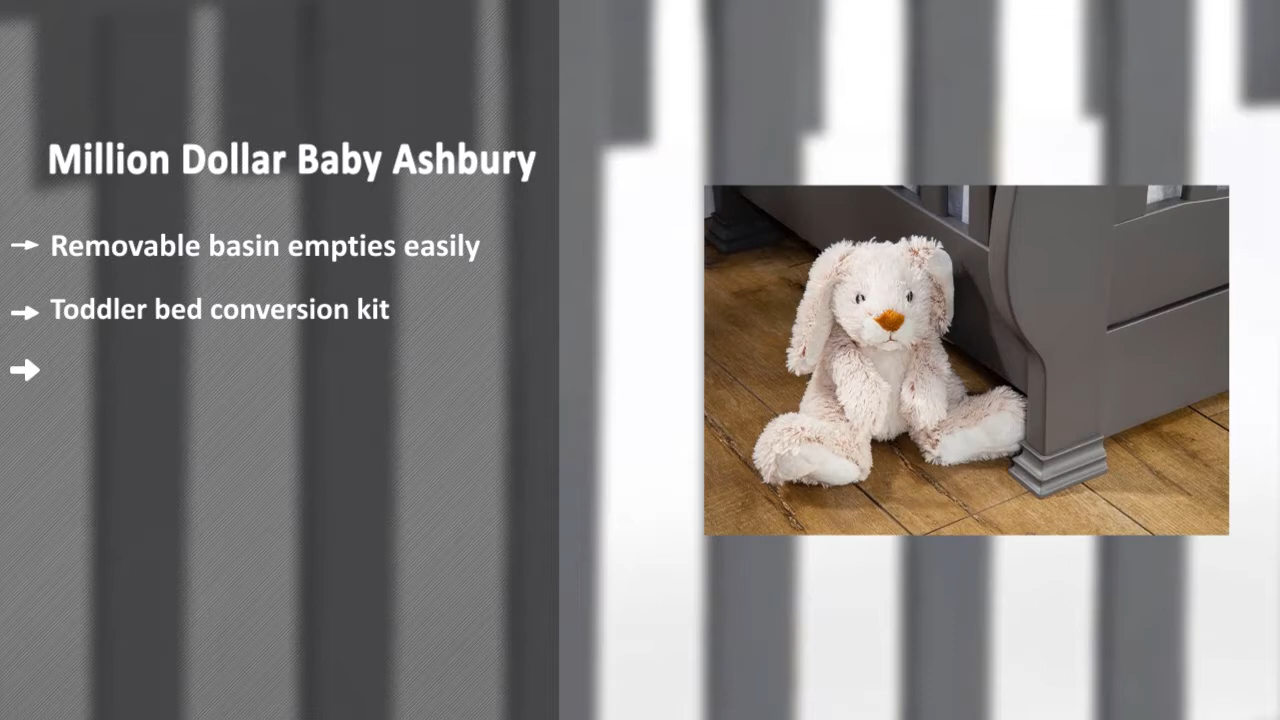 Million Dollar Baby Ashbury
Removable basin empties easily
Toddler bed conversion kit